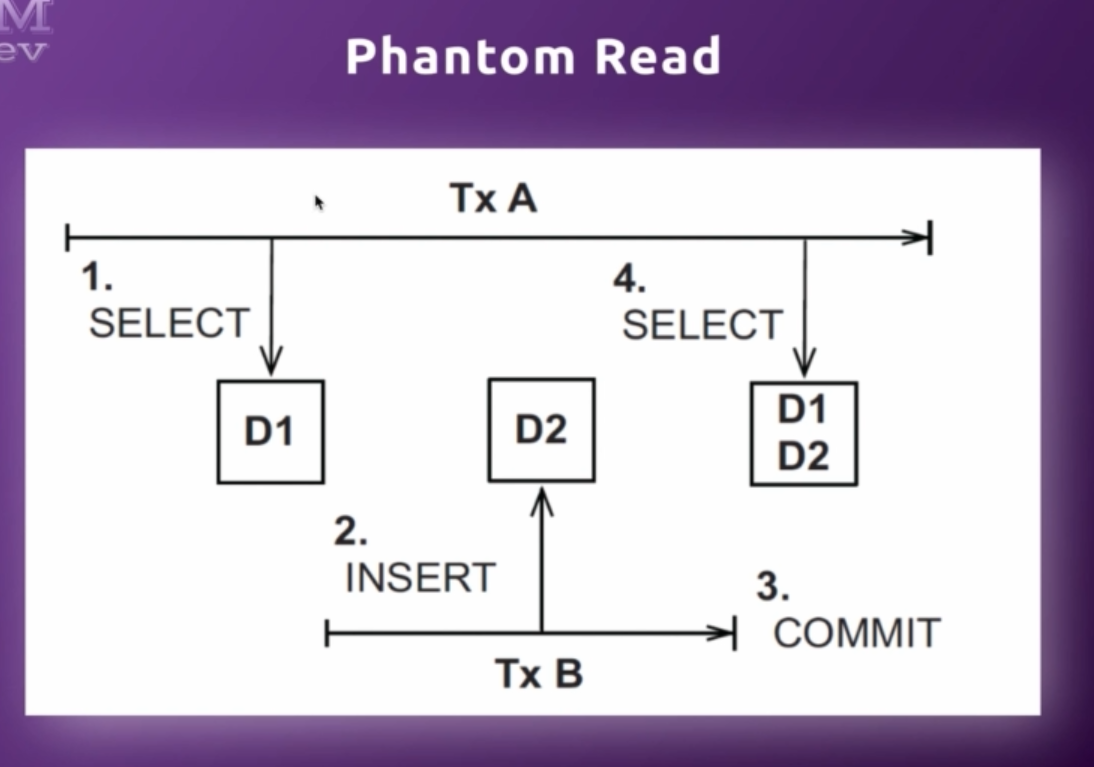 M
ev
Phantom Read
Tx A
1.
SELECT
4.
SELECT
D1
D2
D1
D2
2.
INSERT
3.
COMMIT
Tx B